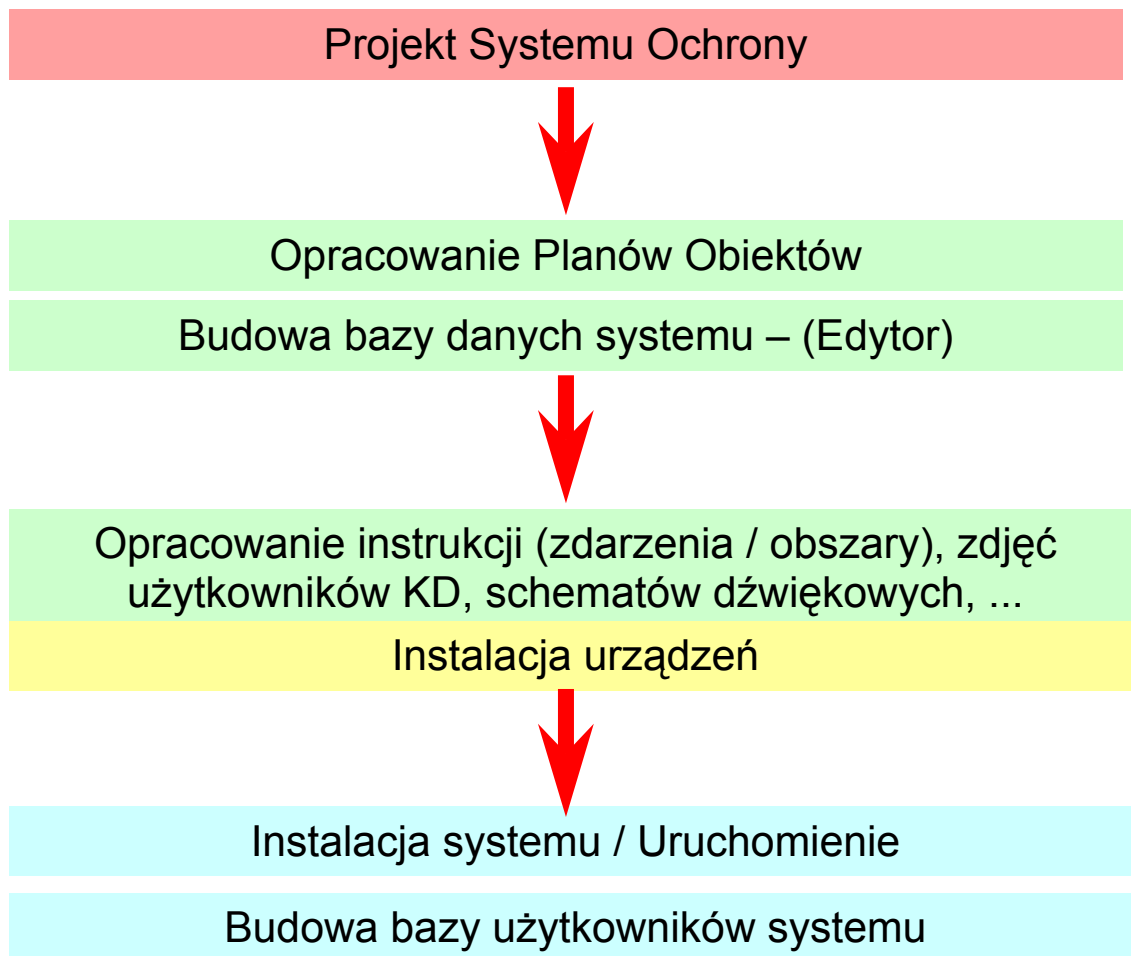 Projekt Systemu Ochrony
Opracowanie Planów Obiektów
Budowa bazy danych systemu – (Edytor)
Opracowanie instrukcji (zdarzenia / obszary), zdjęć
użytkowników KD, schematów dźwiękowych, ...
Instalacja urządzeń
Instalacja systemu / Uruchomienie
Budowa bazy użytkowników systemu